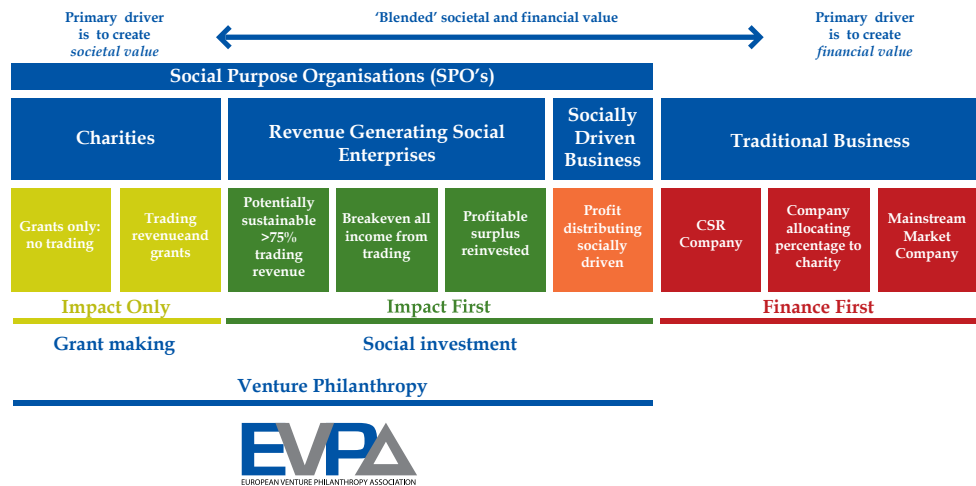 Primary driver
is to create
societal value
‘Blended’ societal and financial value
Primary driver
is to create
financial value
Social Purpose Organisations (SPO’s)
Charities
Revenue Generating Social
Enterprises
Socially
Driven
Business
Traditional Business
Grants only:
no trading
Trading
revenueand
grants
Potentially
sustainable
>75%
trading
revenue
Breakeven all
income from
trading
Profitable
surplus
reinvested
Profit
distributing
socially
driven
CSR
Company
Company
allocating
percentage to
charity
Mainstream
Market
Company
Impact Only
Impact First
Finance First
Grant making
Social investment
Venture Philanthropy
EVPA
EUROPEAN VENTURE PHILANTHROPY ASSOCIATION